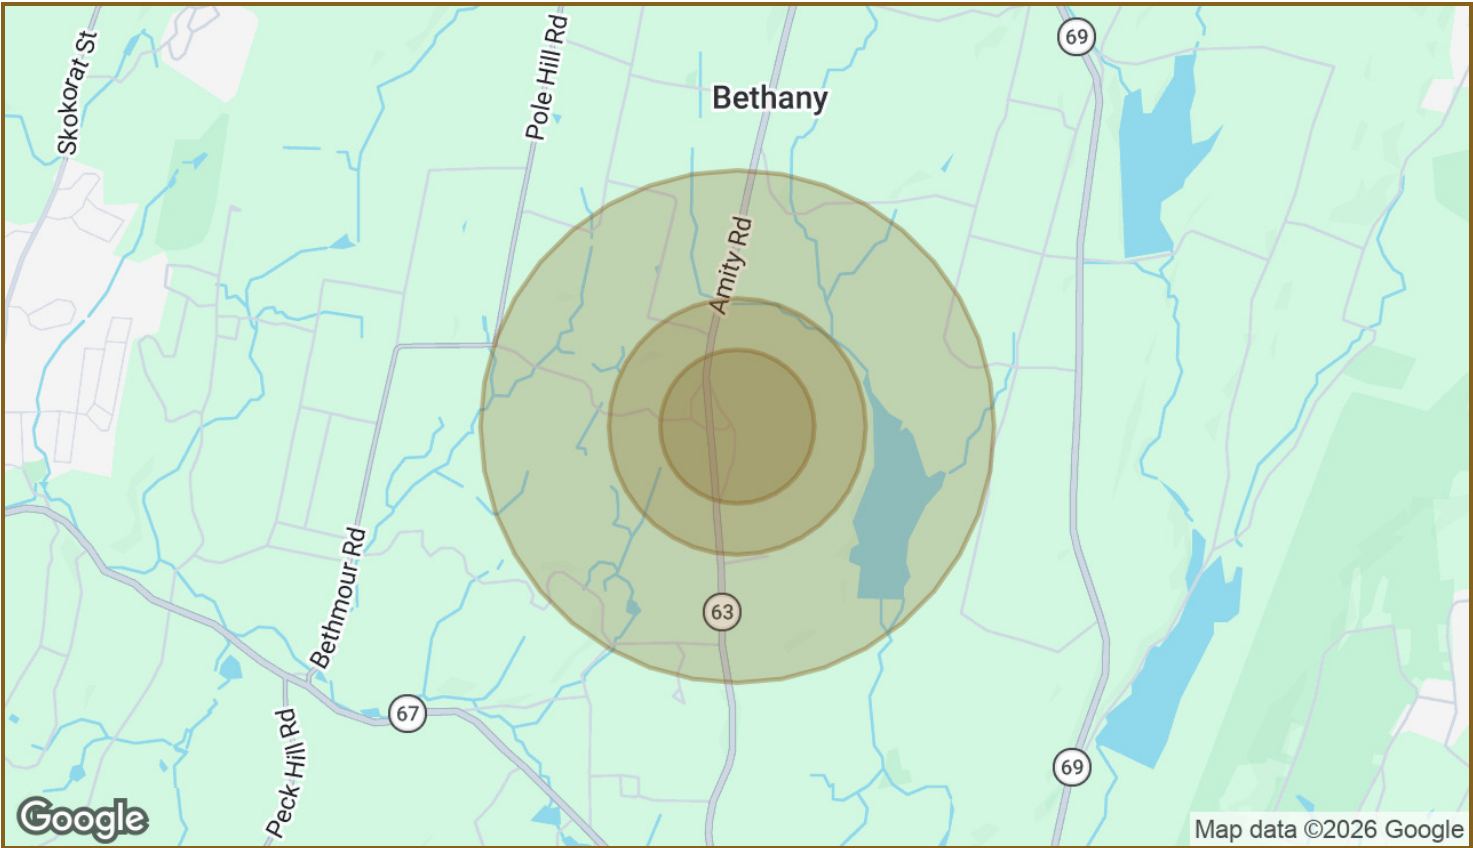 Skokorat St
Pole Hill Rd
69
Bethany
Amity Rd
Bethmour Rd
63
67
Peck Hill Rd
69
Google
Map data ©2026 Google